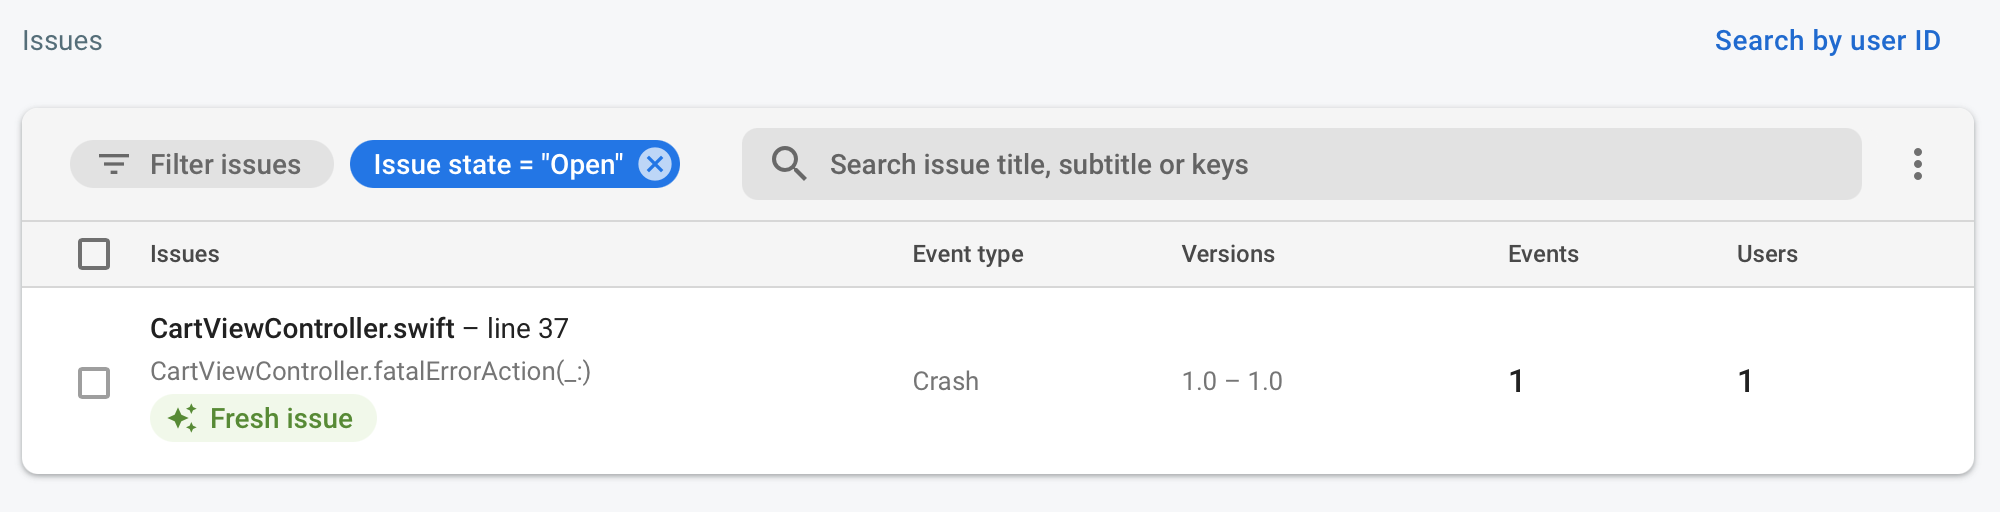 Issues
Search by user ID
Filter issues
Issue state = "Open"
Search issue title, subtitle or keys
Issues Event type Versions Events Users
CartViewController.swift – line 37
CartViewController.fatalErrorAction(_:)
Crash 1.0 – 1.0 1 1
Fresh issue